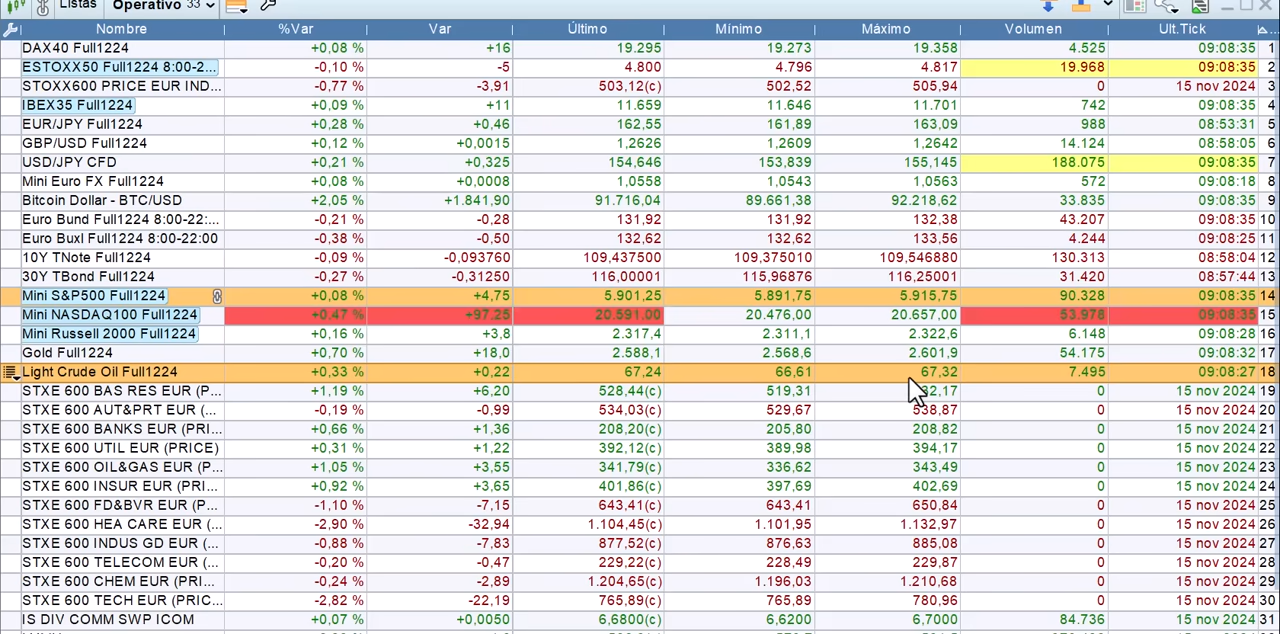 Listas Operativo 33
Nombre %Var Var Último Mínimo Máximo Volumen Ult.Tick
DAX40 Full1224 +0,08 % +16 19.295 19.273 19.358 4.525 09:08:35 1
ESTOXX50 Full1224 8:00-2... -0,10 % -5 4.800 4.796 4.817 19.968 09:08:35 2
STOXX600 PRICE EUR IND... -0,77 % -3,91 503,12(c) 502,52 505,94 0 15 nov 2024 3
IBEX35 Full1224 +0,09 % +11 11.659 11.646 11.701 742 09:08:35 4
EUR/JPY Full1224 +0,28 % +0,46 162,55 161,89 163,09 988 08:53:31 5
GBP/USD Full1224 +0,12 % +0,0015 1,2626 1,2609 1,2642 14.124 08:58:05 6
USD/JPY CFD +0,21 % +0,325 154,646 153,839 155,145 188.075 09:08:35 7
Mini Euro FX Full1224 +0,08 % +0,0008 1,0558 1,0543 1,0563 572 09:08:18 8
Bitcoin Dollar - BTC/USD +2,05 % +1.841,90 91.716,04 89.661,38 92.218,62 33.835 09:08:35 9
Euro Bund Full1224 8:00-22:... -0,21 % -0,28 131,92 131,92 132,38 43.207 09:08:35 10
Euro Buxl Full1224 8:00-22:00 -0,38 % -0,50 132,62 132,62 133,56 4.244 09:08:25 11
10Y TNote Full1224 -0,09 % -0,093760 109,437500 109,375010 109,546880 130.313 08:58:04 12
30Y TBond Full1224 -0,27 % -0,31250 116,00001 115,96876 116,25001 31.420 08:57:44 13
Mini S&P500 Full1224 +0,08 % +4,75 5.901,25 5.891,75 5.915,75 90.328 09:08:35 14
Mini NASDAQ100 Full1224 +0,47 % +97,25 20.591,00 20.476,00 20.657,00 53.978 09:08:35 15
Mini Russell 2000 Full1224 +0,16 % +3,8 2.317,4 2.311,1 2.322,6 6.148 09:08:28 16
Gold Full1224 +0,70 % +18,0 2.588,1 2.568,6 2.601,9 54.175 09:08:32 17
Light Crude Oil Full1224 +0,33 % +0,22 67,24 66,61 67,32 7.495 09:08:27 18
STXE 600 BAS RES EUR (P... +1,19 % +6,20 528,44(c) 519,31 15 nov 2024 0 19
STXE 600 AUT&PRT EUR (... -0,19 % -0,99 534,03(c) 529,67 538,87 0 15 nov 2024 20
STXE 600 BANKS EUR (PRI... +0,66 % +1,36 208,20(c) 205,80 208,82 0 15 nov 2024 21
STXE 600 UTIL EUR (PRICE) +0,31 % +1,22 392,12(c) 389,98 394,17 0 15 nov 2024 22
STXE 600 OIL&GAS EUR (P... +1,05 % +3,55 341,79(c) 336,62 343,49 0 15 nov 2024 23
STXE 600 INSUR EUR (PRI... +0,92 % +3,65 401,86(c) 397,69 402,69 0 15 nov 2024 24
STXE 600 FD&BVR EUR (PR... -1,10 % -7,15 643,41(c) 643,41 650,84 0 15 nov 2024 25
STXE 600 HEA CARE EUR (... -2,90 % -32,94 1.104,45(c) 1.101,95 1.132,97 0 15 nov 2024 26
STXE 600 INDUS GD EUR (... -0,88 % -7,83 877,52(c) 876,63 885,08 0 15 nov 2024 27
STXE 600 TELECOM EUR (... -0,20 % -0,47 229,22(c) 228,49 229,87 0 15 nov 2024 28
STXE 600 CHEM EUR (PRI... -0,24 % -2,89 1.204,65(c) 1.196,03 1.210,68 0 15 nov 2024 29
STXE 600 TECH EUR (PRIC... -2,82 % -22,19 765,89(c) 765,89 780,96 0 15 nov 2024 30
IS DIV COMM SWP ICOM +0,07 % +0,0050 6,6800(c) 6,6200 6,7000 84.736 15 nov 2024 31